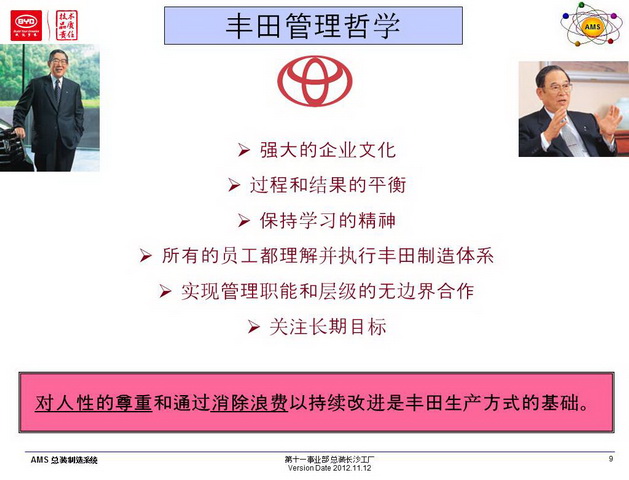 BYD
技术
品质
责任
AMS
丰田管理哲学
➢ 强大的企业文化
➢ 过程和结果的平衡
➢ 保持学习的精神
➢ 所有的员工都理解并执行丰田制造体系
➢ 实现管理职能和层级的无边界合作
➢ 关注长期目标
对人性的尊重和通过消除浪费以持续改进是丰田生产方式的基础。
AMS 总装制造系统
第十一事业部总装长沙工厂
Version Date 2012.11.12
9